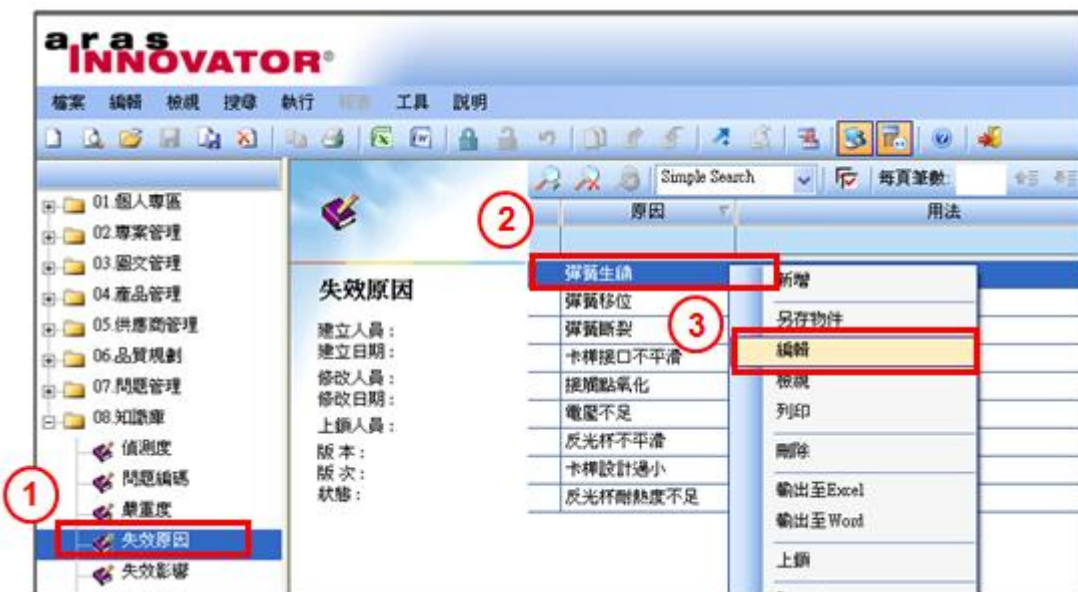 aras
INNOVATOR®
檔案 編輯 檢視 搜尋 執行 工具 說明
Simple Search 每頁筆數:
01.個人專區
02.專案管理
03.圖文管理
04.產品管理
05.供應商管理
06.品質規劃
07.問題管理
08.知識庫
偵測度
問題編碼
嚴重度
失效原因
失效影響
1
失效原因
建立人員:
建立日期:
修改人員:
修改日期:
上鎖人員:
版本:
版次:
狀態:
2
原因 用法
彈簧生鏽
彈簧移位
彈簧斷裂
卡榫接口不平滑
接觸點氧化
電壓不足
反光杯不平滑
卡榫設計過小
反光杯耐熱度不足
3
新增
另存物件
編輯
檢視
列印
刪除
輸出至Excel
輸出至Word
上鎖